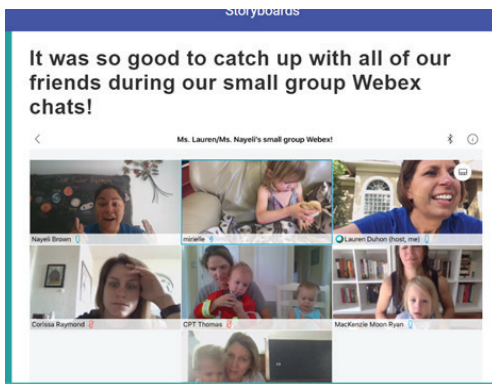 Storyboards
It was so good to catch up with all of our
friends during our small group Webex
chats!
Ms. Lauren/Ms. Nayeli's small group Webex!
Nayeli Brown
mirielle
Lauren Duhon (host, me)
Corissa Raymond
CPT Thomas
MacKenzie Moon Ryan